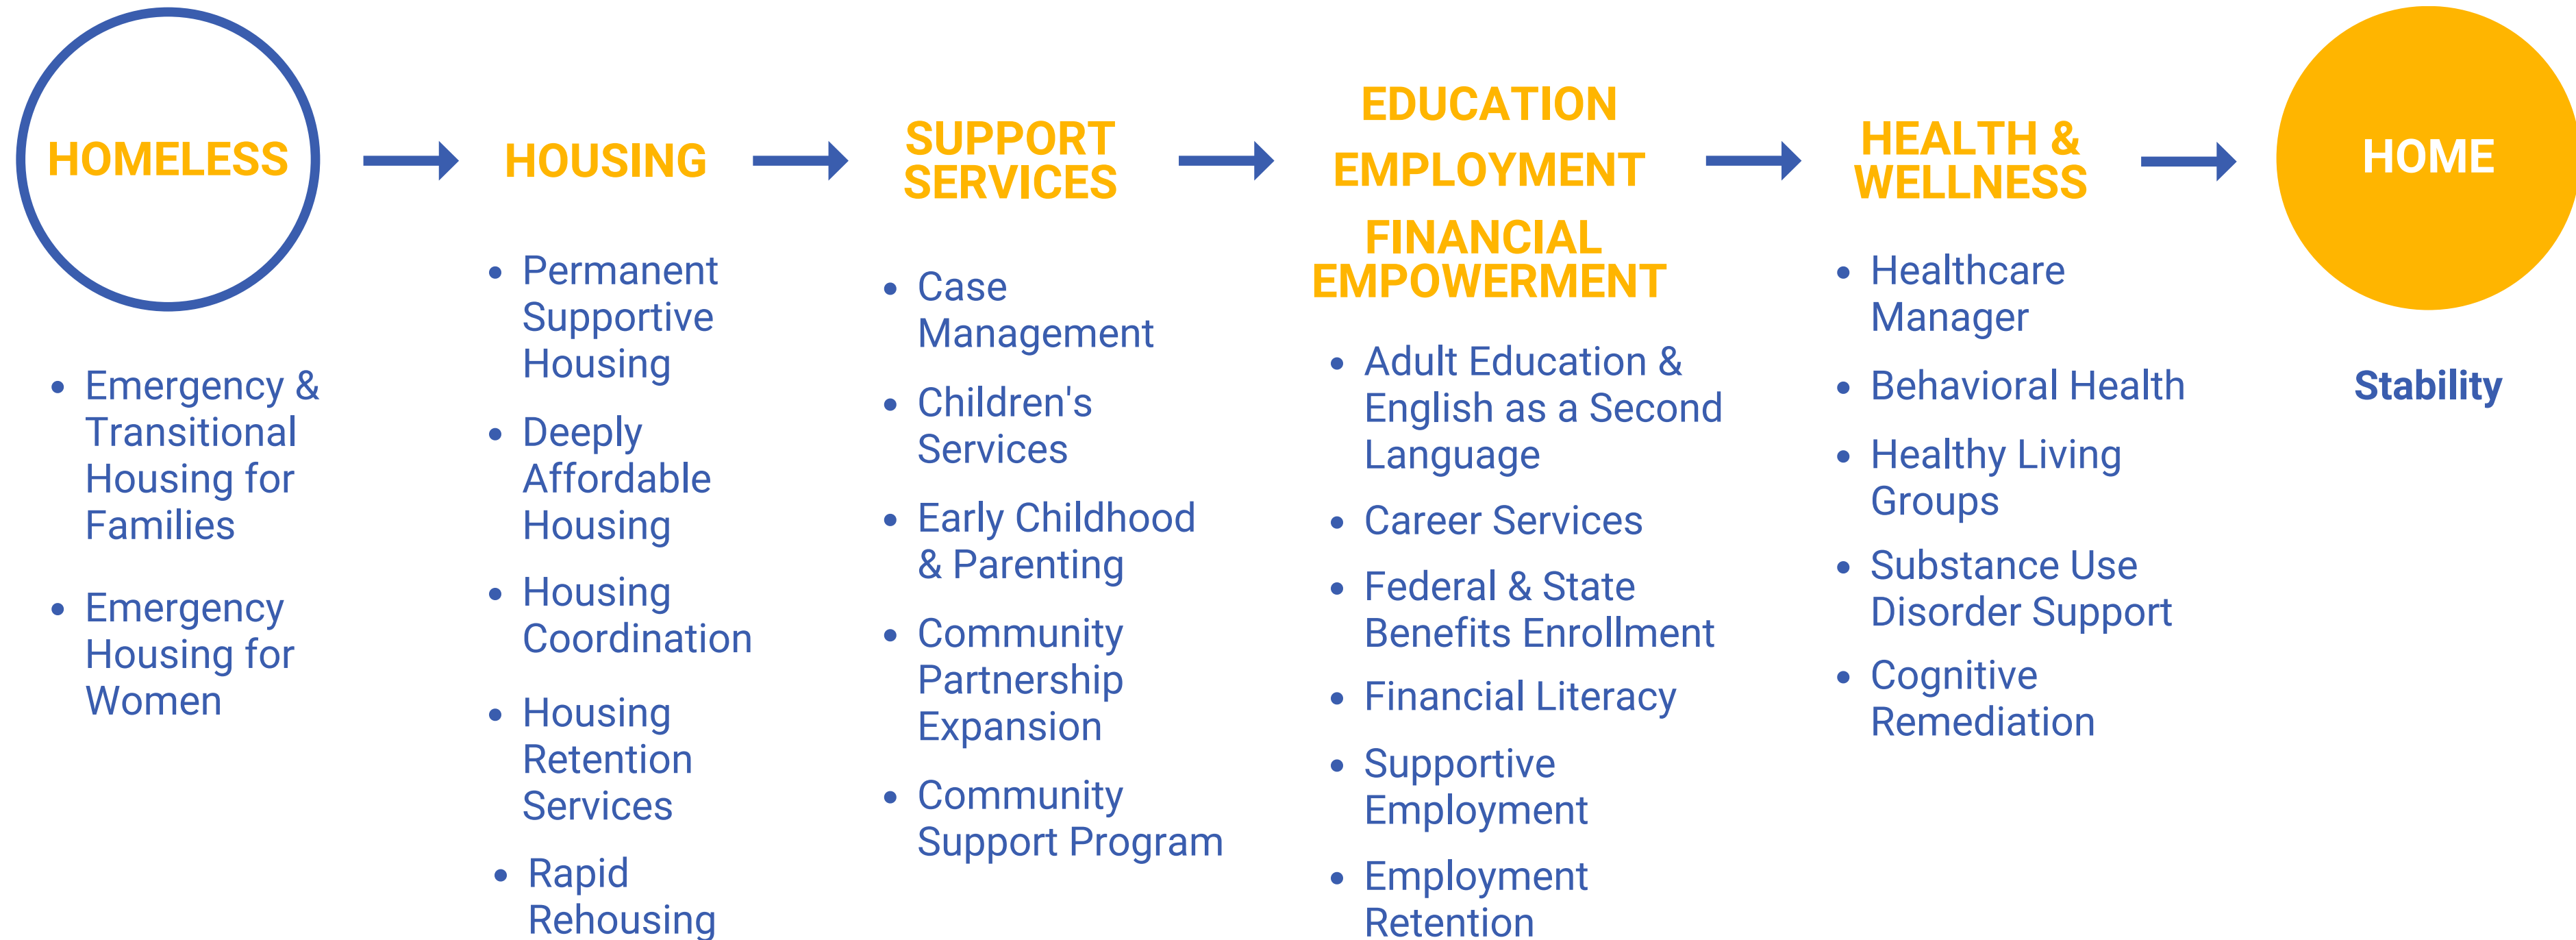 HOMELESS
• Emergency &
Transitional
Housing for
Families
• Emergency
Housing for
Women
HOUSING
• Permanent
Supportive
Housing
• Deeply
Affordable
Housing
• Housing
Coordination
• Housing
Retention
Services
• Rapid
Rehousing
SUPPORT
SERVICES
• Case
Management
• Children's
Services
• Early Childhood
& Parenting
• Community
Partnership
Expansion
• Community
Support Program
EDUCATION
EMPLOYMENT
FINANCIAL
EMPOWERMENT
• Adult Education &
English as a Second
Language
• Career Services
• Federal & State
Benefits Enrollment
• Financial Literacy
• Supportive
Employment
• Employment
Retention
HEALTH &
WELLNESS
• Healthcare
Manager
• Behavioral Health
• Healthy Living
Groups
• Substance Use
Disorder Support
• Cognitive
Remediation
HOME
Stability